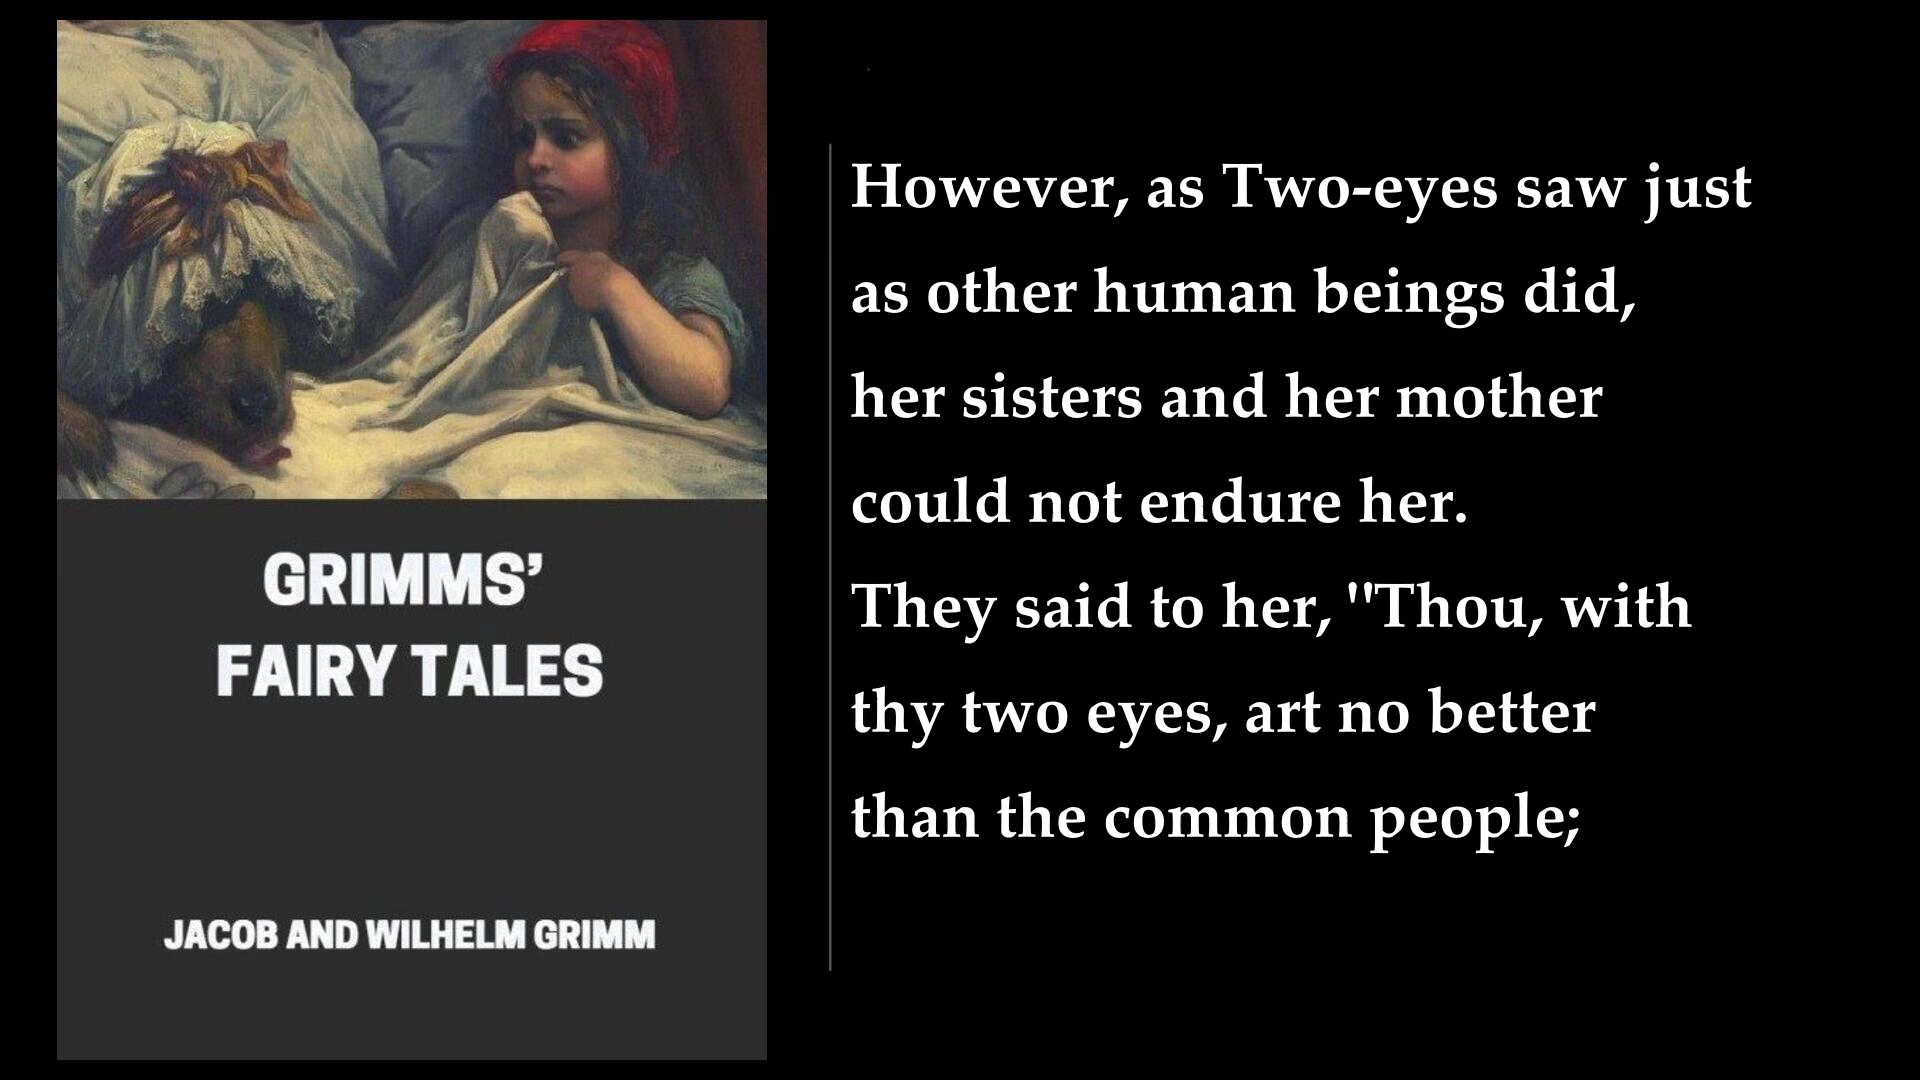 GRIMMS’
FAIRY TALES
JACOB AND WILHELM GRIMM
However, as Two-eyes saw just
as other human beings did,
her sisters and her mother
could not endure her.
They said to her, "Thou, with
thy two eyes, art no better
than the common people;